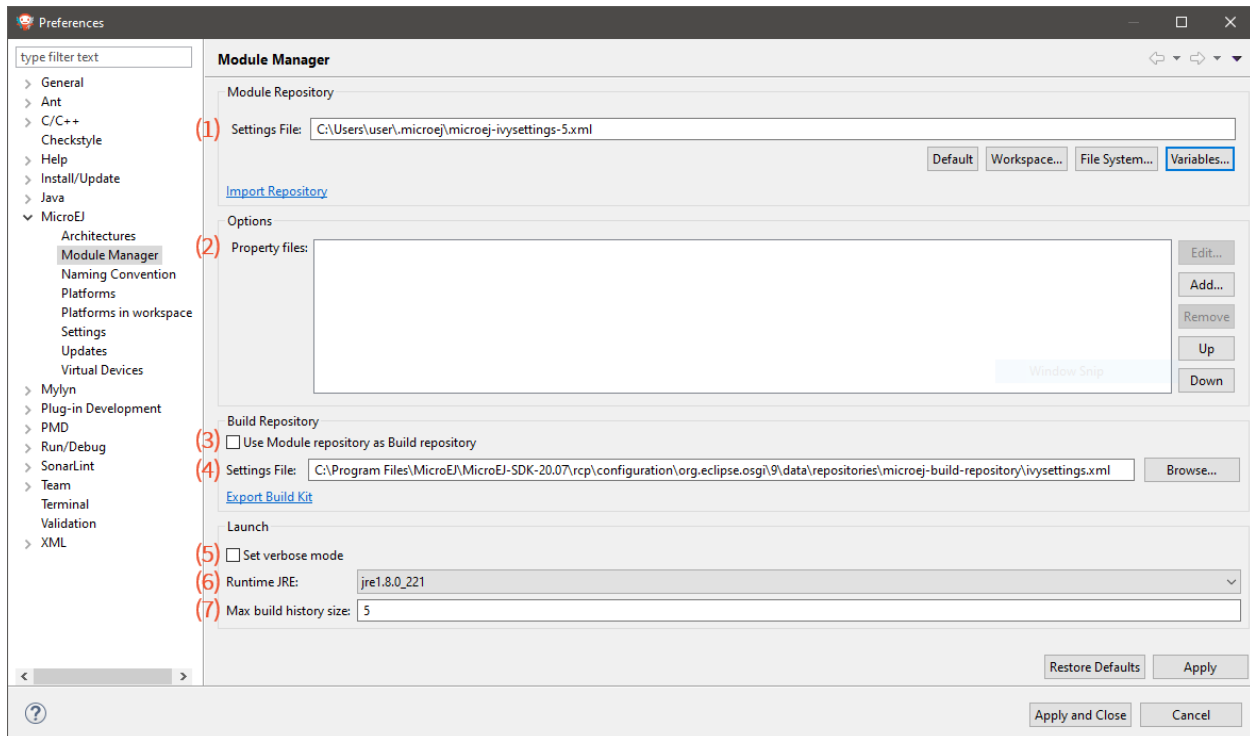 Preferences
type filter text
General
Ant
C/C++
Checkstyle
Help
Install/Update
Java
MicroEJ
Architectures
Module Manager
Naming Convention
Platforms
Platforms in workspace
Settings
Updates
Virtual Devices
Mylyn
Plug-in Development
PMD
Run/Debug
SonarLint
Team
Terminal
Validation
XML
Module Manager
Module Repository
(1) Settings File: C:\Users\user\.microej\microej-ivysettings-5.xml
Default Workspace... File System... Variables...
Import Repository
Options
(2) Property files:
Edit...
Add...
Remove
Up
Window Snip
Down
Build Repository
(3) Use Module repository as Build repository
(4) Settings File: C:\Program Files\MicroEJ\MicroEJ-SDK-20.07\rcp\configuration\org.eclipse.osgi\9\data\repositories\microej-build-repository\ivysettings.xml Browse...
Export Build Kit
Launch
(5) Set verbose mode
(6) Runtime JRE: jre1.8.0_221
(7) Max build history size: 5
Restore Defaults Apply
? Apply and Close Cancel